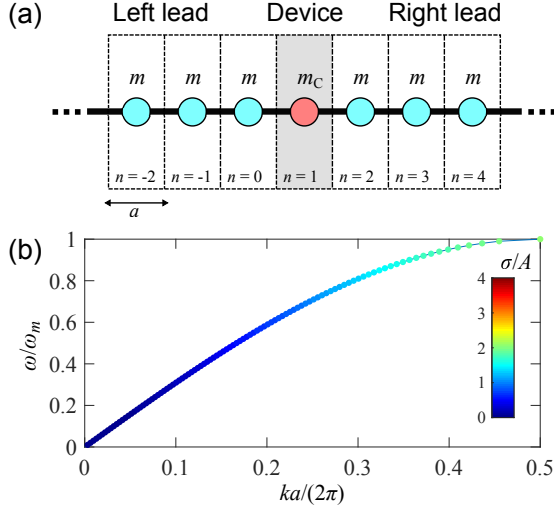 (a)
Left lead Device Right lead
m m m m_C m m m
n = -2 n = -1 n = 0 n = 1 n = 2 n = 3 n = 4
a
(b)
ω/ω_m
1
0.8
0.6
0.4
0.2
0
σ/A
4
3
2
1
0
0 0.1 0.2 0.3 0.4 0.5
ka/(2π)